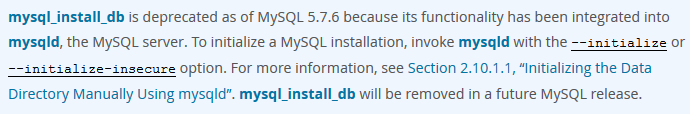 mysql_install_db is deprecated as of MySQL 5.7.6 because its functionality has been integrated into
mysqld, the MySQL server. To initialize a MySQL installation, invoke mysqld with the --initialize or
--initialize-insecure option. For more information, see Section 2.10.1.1, “Initializing the Data
Directory Manually Using mysqld”. mysql_install_db will be removed in a future MySQL release.